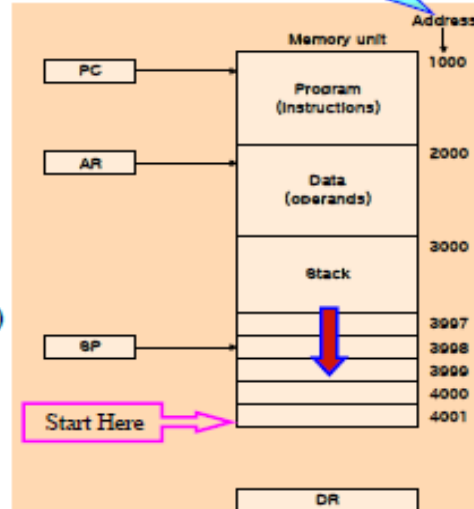 Address
Memory unit
PC
1000
Program
(instructions)
AR
2000
Data
(operands)
3000
Stack
3997
SP
3998
3999
4000
Start Here
4001
DR